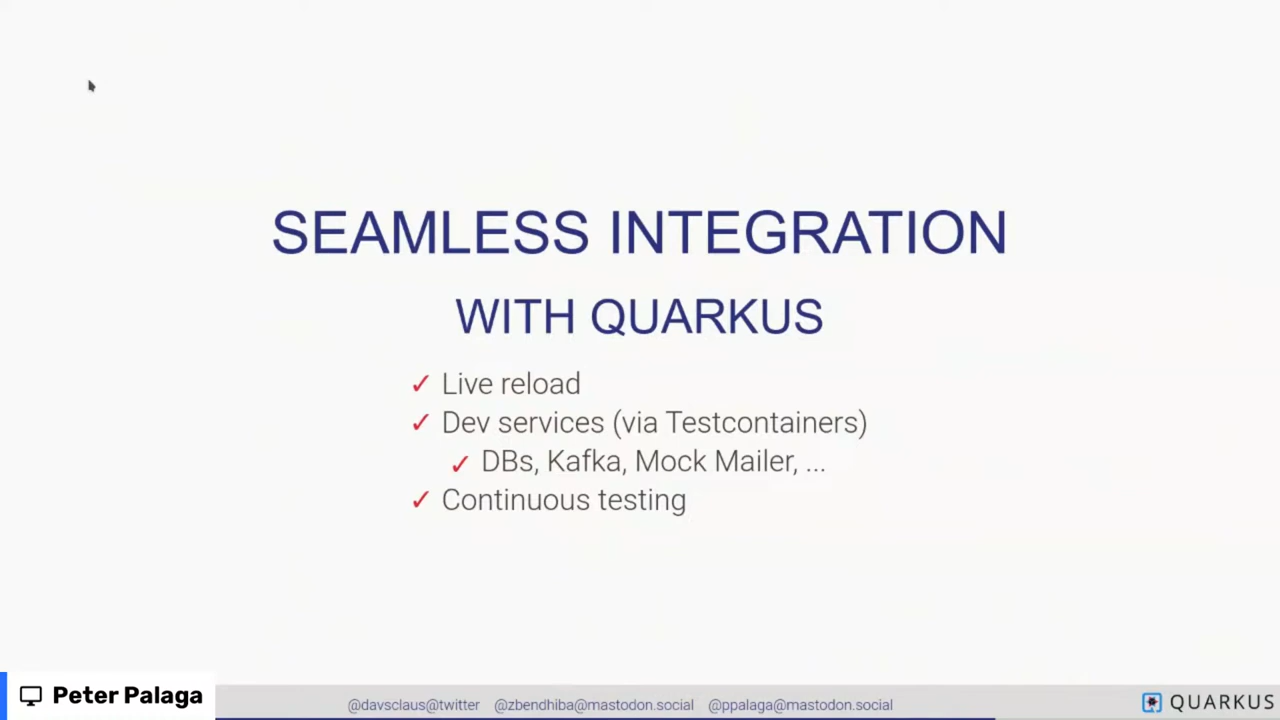 SEAMLESS INTEGRATION
WITH QUARKUS
✓ Live reload
✓ Dev services (via Testcontainers)
✓ DBs, Kafka, Mock Mailer, ...
✓ Continuous testing
Peter Palaga
@davsclaus@twitter @zbendhiba@mastodon.social @ppalaga@mastodon.social
QUARKUS